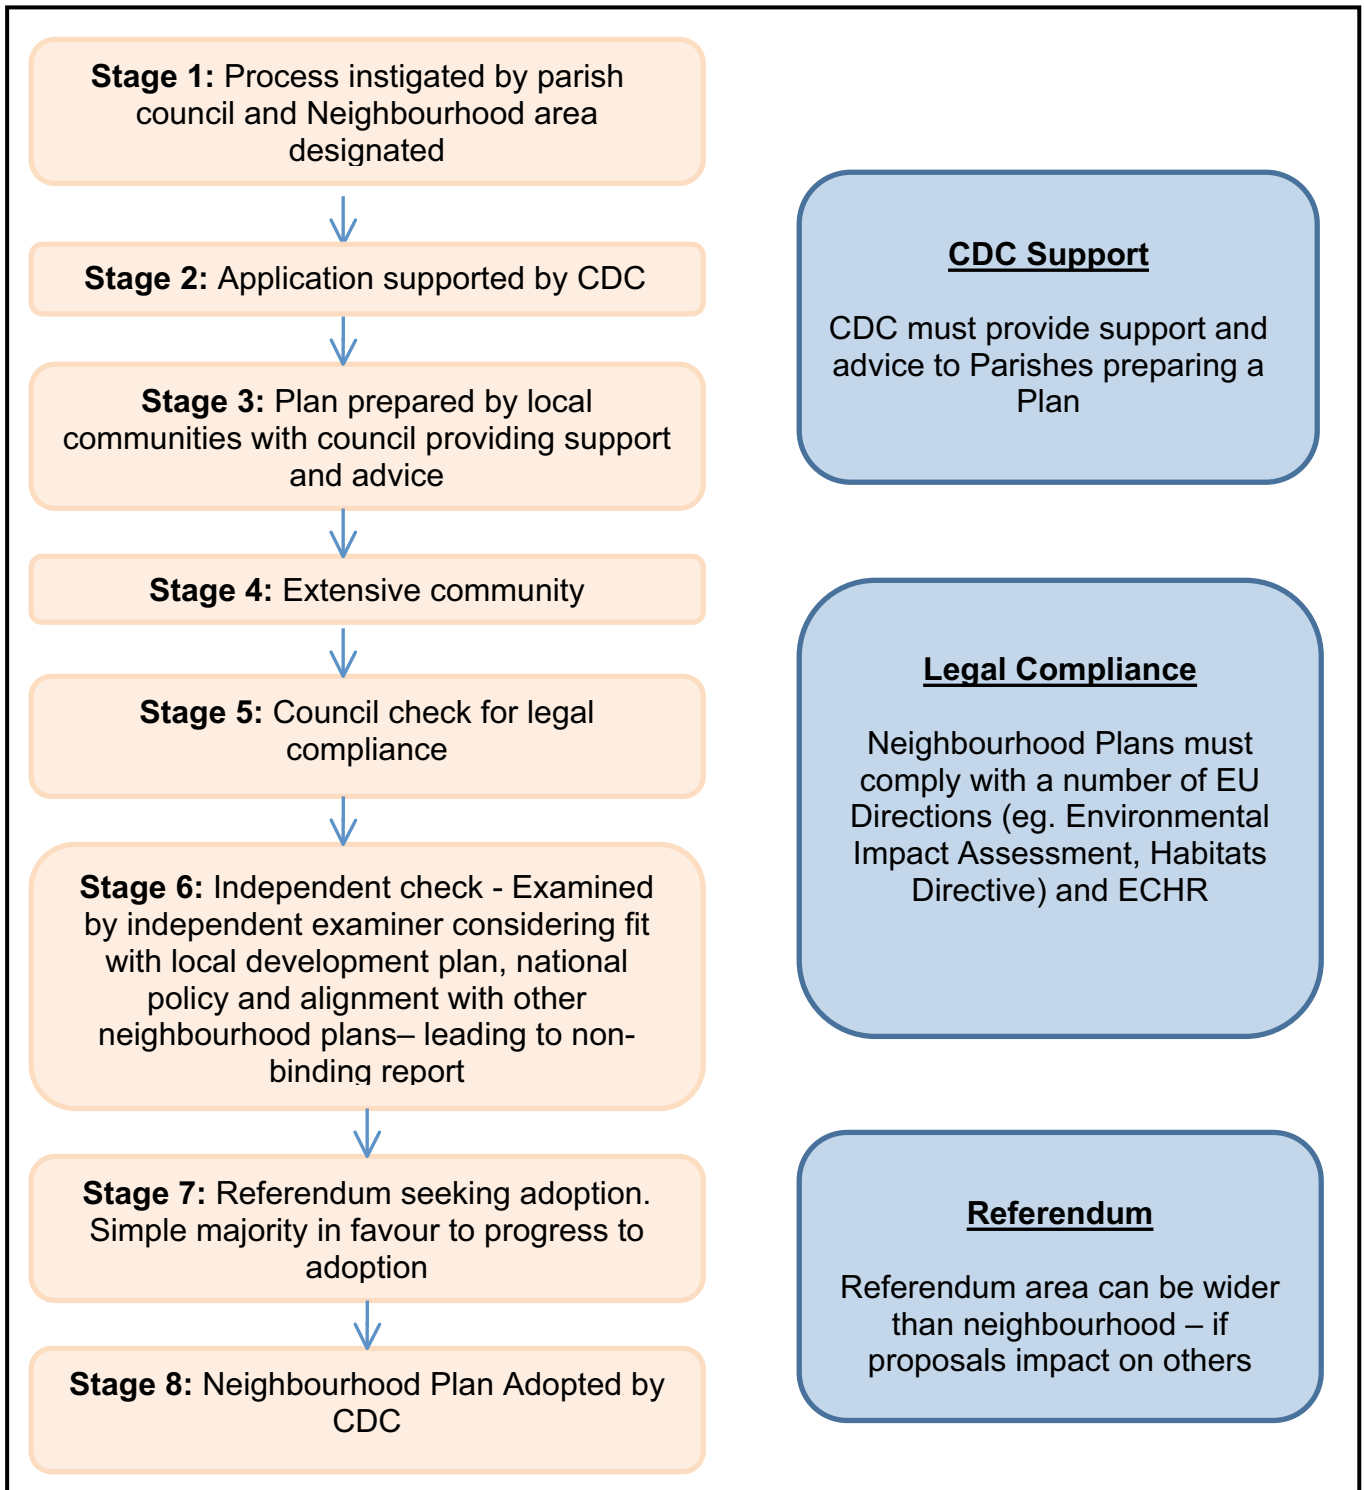 Stage 1: Process instigated by parish
council and Neighbourhood area
designated
Stage 2: Application supported by CDC
Stage 3: Plan prepared by local
communities with council providing support
and advice
Stage 4: Extensive community
Stage 5: Council check for legal
compliance
Stage 6: Independent check - Examined
by independent examiner considering fit
with local development plan, national
policy and alignment with other
neighbourhood plans– leading to non-
binding report
Stage 7: Referendum seeking adoption.
Simple majority in favour to progress to
adoption
Stage 8: Neighbourhood Plan Adopted by
CDC
CDC Support
CDC must provide support and
advice to Parishes preparing a
Plan
Legal Compliance
Neighbourhood Plans must
comply with a number of EU
Directions (eg. Environmental
Impact Assessment, Habitats
Directive) and ECHR
Referendum
Referendum area can be wider
than neighbourhood – if
proposals impact on others